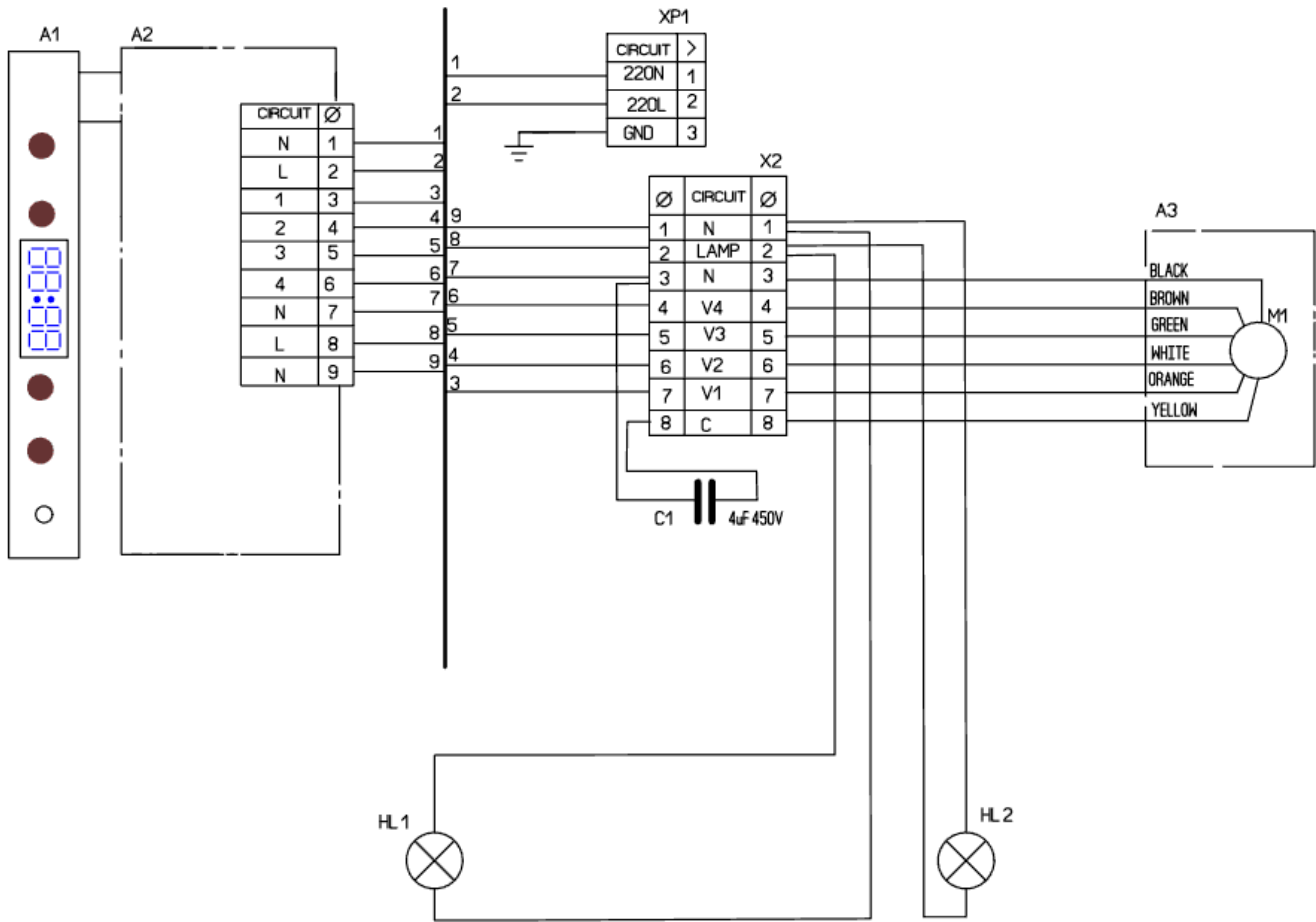 A1
A2
CIRCUIT Ø
N 1
L 2
1 3
2 4
3 5
4 6
N 7
L 8
N 9
1
2
3
4
5
6
7
8
9
1
2
9
8
7
6
5
4
3
XP1
CIRCUIT >
220N 1
220L 2
GND 3
X2
Ø CIRCUIT Ø
1 N 1
2 LAMP 2
3 N 3
4 V4 4
5 V3 5
6 V2 6
7 V1 7
8 C 8
C1
4uF 450V
A3
BLACK
BROWN
GREEN
WHITE
ORANGE
YELLOW
M1
HL1
HL2